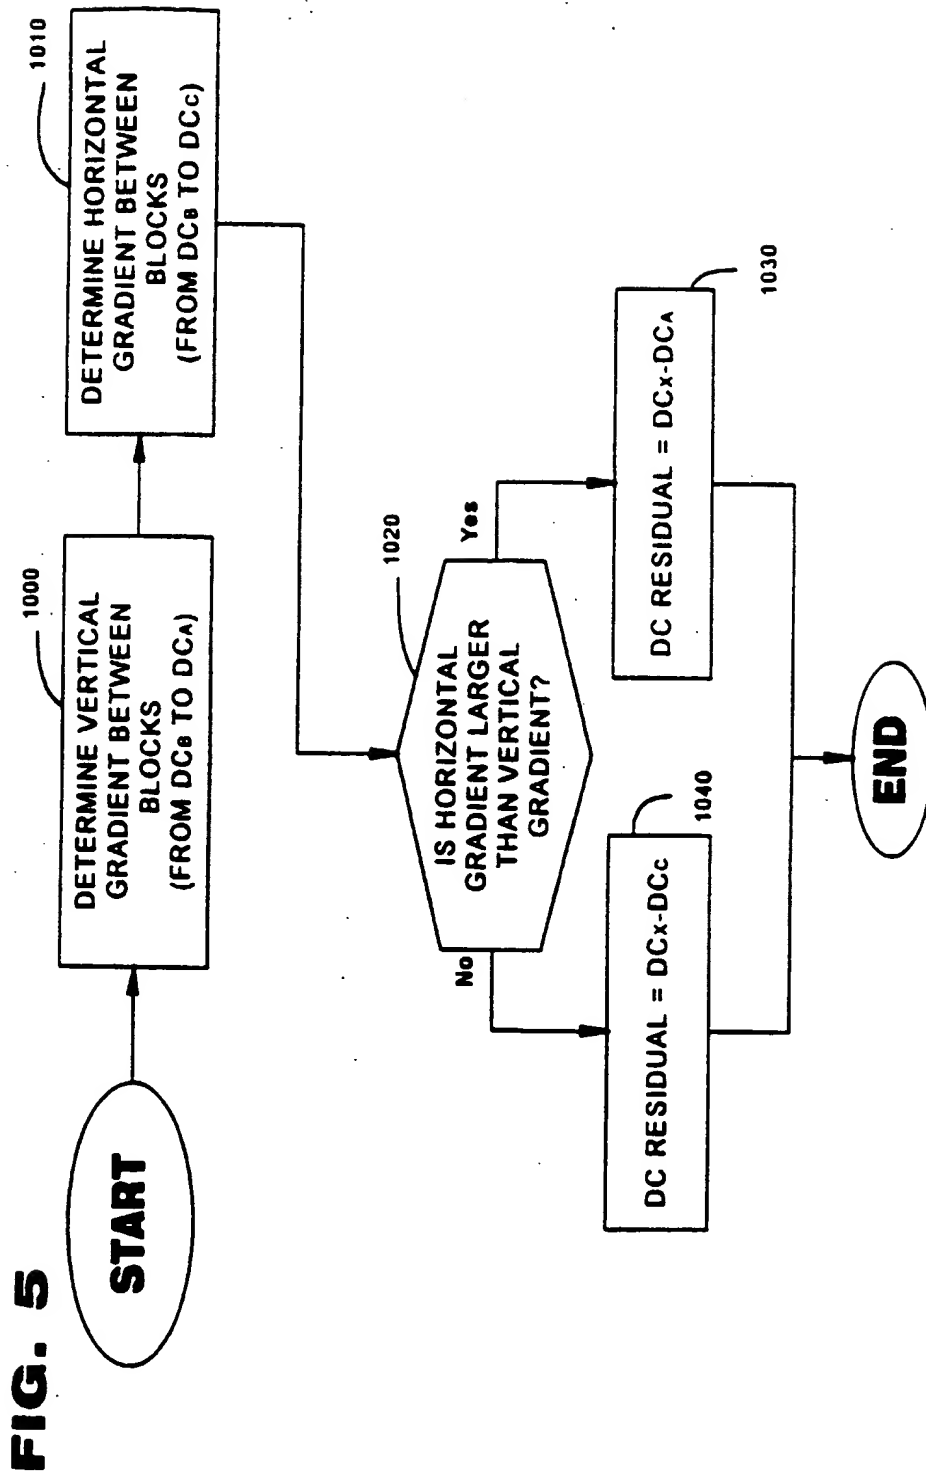 FIG. 5
START
1000
DETERMINE VERTICAL
GRADIENT BETWEEN
BLOCKS
(FROM DCB TO DCA)
1010
DETERMINE HORIZONTAL
GRADIENT BETWEEN
BLOCKS
(FROM DCB TO DCC)
1020
IS HORIZONTAL
GRADIENT LARGER
THAN VERTICAL
GRADIENT?
No
Yes
DC RESIDUAL = DCX-DCC
1040
DC RESIDUAL = DCX-DCA
1030
END